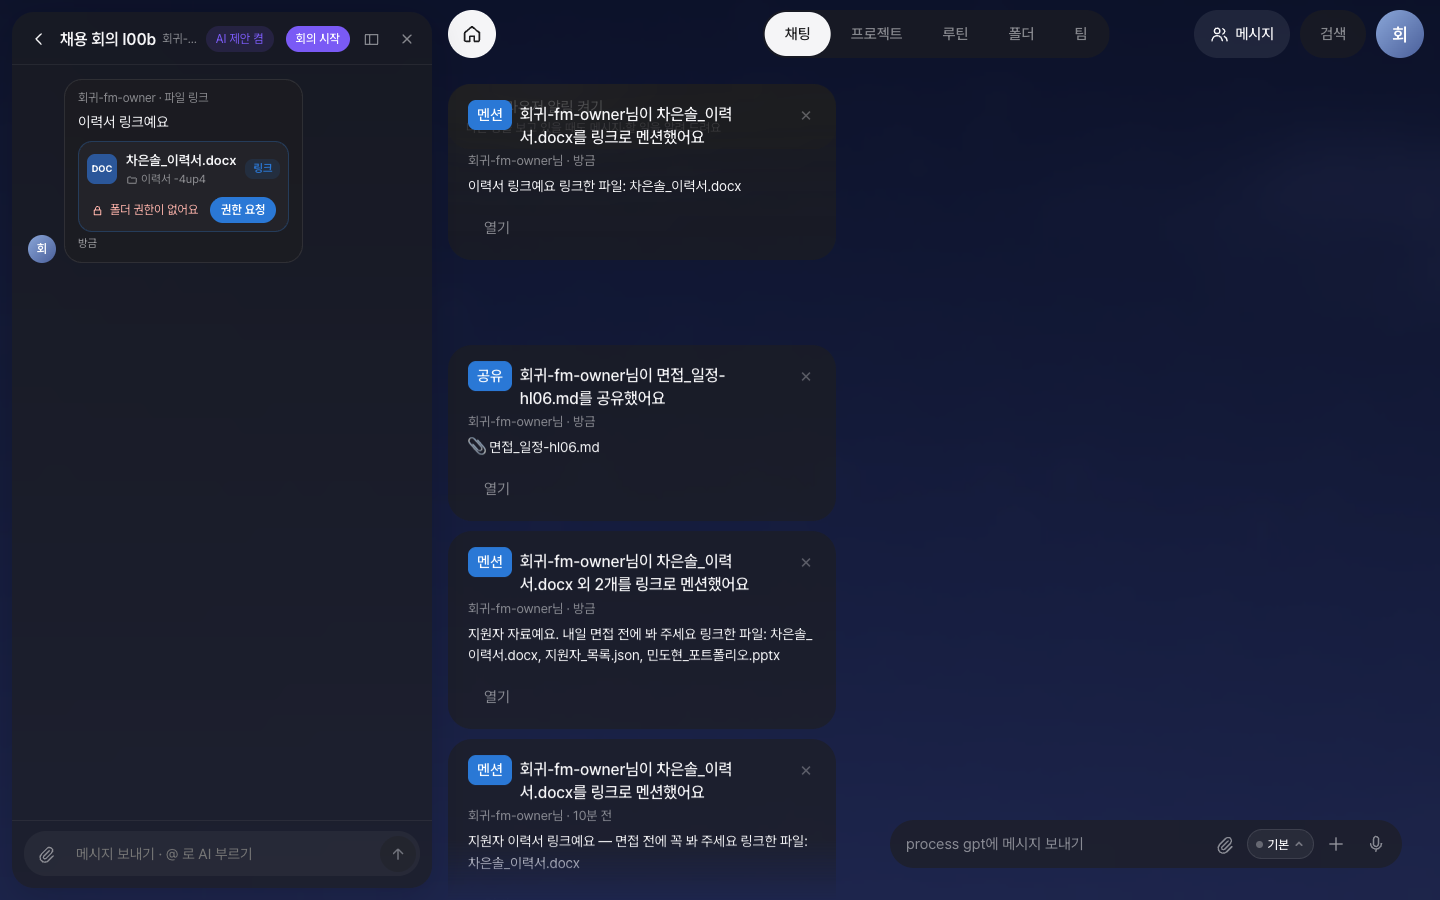 채용 회의 l00b 회귀-... AI 제안 컴 회의 시작
회귀-fm-owner · 파일 링크
이력서 링크예요
DOC 차은솔_이력서.docx 링크
이력서 -4up4
폴더 권한이 없어요 권한 요청
방금
회
메시지 보내기 · @ 로 AI 부르기
채팅 프로젝트 루틴 폴더 팀
메시지 검색 회
멘션 회귀-fm-owner님이 차은솔_이력
서.docx를 링크로 멘션했어요
회귀-fm-owner님 · 방금
이력서 링크예요 링크한 파일: 차은솔_이력서.docx
열기
공유 회귀-fm-owner님이 면접_일정-
hl06.md를 공유했어요
회귀-fm-owner님 · 방금
면접_일정-hl06.md
열기
멘션 회귀-fm-owner님이 차은솔_이력
서.docx 외 2개를 링크로 멘션했어요
회귀-fm-owner님 · 방금
지원자 자료예요. 내일 면접 전에 봐 주세요 링크한 파일: 차은솔_
이력서.docx, 지원자_목록.json, 민도현_포트폴리오.pptx
열기
멘션 회귀-fm-owner님이 차은솔_이력
서.docx를 링크로 멘션했어요
회귀-fm-owner님 · 10분 전
지원자 이력서 링크예요 — 면접 전에 꼭 봐 주세요 링크한 파일:
차은솔_이력서.docx
process gpt에 메시지 보내기 기본